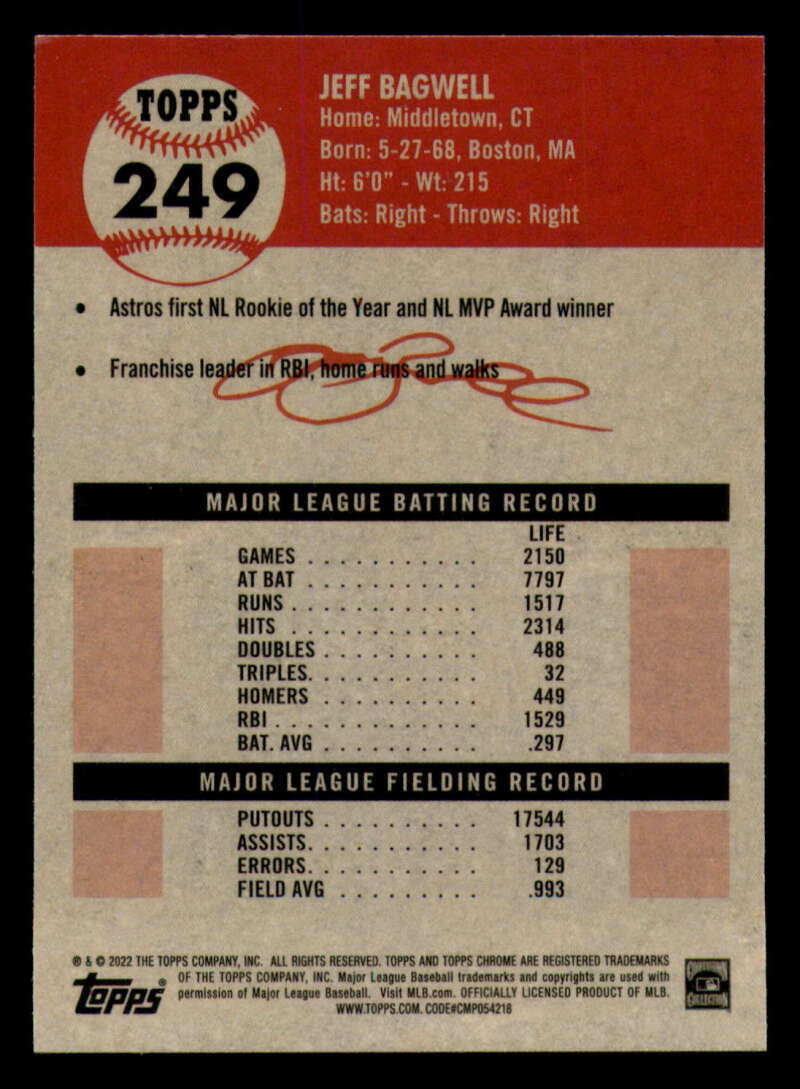 TOPPS
249
JEFF BAGWELL
Home: Middletown, CT
Born: 5-27-68, Boston, MA
Ht: 6'0" - Wt: 215
Bats: Right - Throws: Right
• Astros first NL Rookie of the Year and NL MVP Award winner
• Franchise leader in RBI, home runs and walks
MAJOR LEAGUE BATTING RECORD
LIFE
GAMES . . . . . . . . . . . 2150
AT BAT . . . . . . . . . . . 7797
RUNS . . . . . . . . . . . . 1517
HITS . . . . . . . . . . . . 2314
DOUBLES . . . . . . . . . . 488
TRIPLES. . . . . . . . . . . 32
HOMERS . . . . . . . . . . 449
RBI . . . . . . . . . . . . . 1529
BAT. AVG . . . . . . . . . . .297
MAJOR LEAGUE FIELDING RECORD
PUTOUTS . . . . . . . . . . 17544
ASSISTS. . . . . . . . . . . 1703
ERRORS. . . . . . . . . . . 129
FIELD AVG . . . . . . . . . .993
® & © 2022 THE TOPPS COMPANY, INC. ALL RIGHTS RESERVED. TOPPS AND TOPPS CHROME ARE REGISTERED TRADEMARKS
OF THE TOPPS COMPANY, INC. Major League Baseball trademarks and copyrights are used with
permission of Major League Baseball. Visit MLB.com. OFFICIALLY LICENSED PRODUCT OF MLB.
WWW.TOPPS.COM. CODE#CMP054218
topps®
COLLECTION